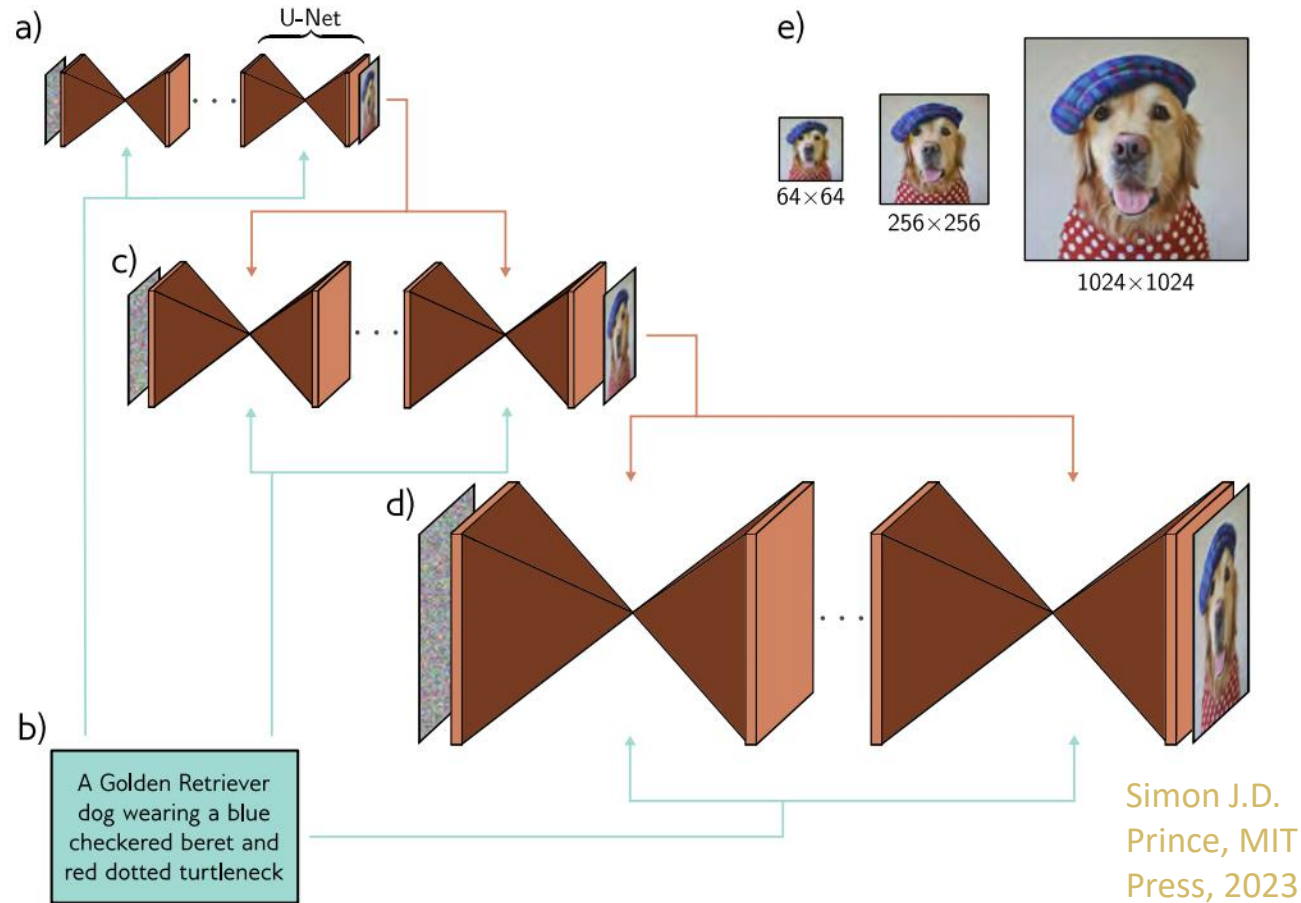 a)
U-Net
. . .
e)
64×64
256×256
1024×1024
c)
. . .
d)
. . .
b)
A Golden Retriever
dog wearing a blue
checkered beret and
red dotted turtleneck
Simon J.D.
Prince, MIT
Press, 2023